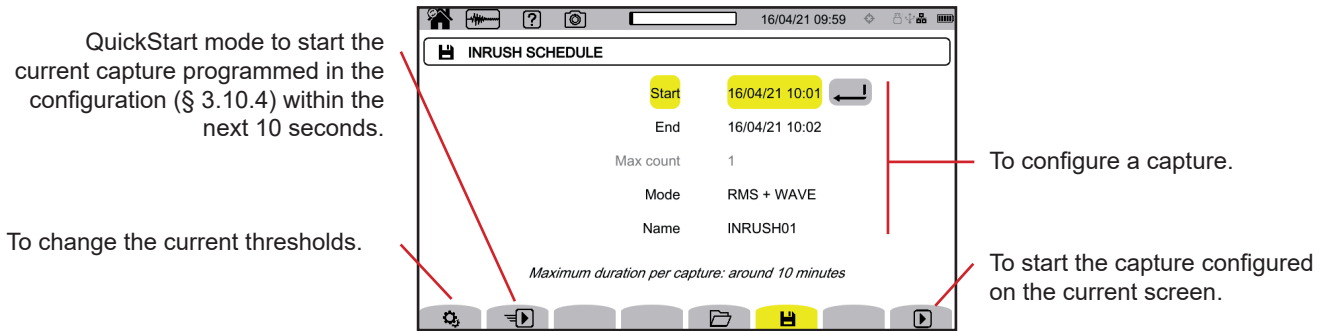 16/04/21 09:59
INRUSH SCHEDULE
QuickStart mode to start the
current capture programmed in the
configuration (§ 3.10.4) within the
next 10 seconds.
To change the current thresholds.
Start 16/04/21 10:01
End 16/04/21 10:02
Max count 1
Mode RMS + WAVE
Name INRUSH01
Maximum duration per capture: around 10 minutes
To configure a capture.
To start the capture configured
on the current screen.